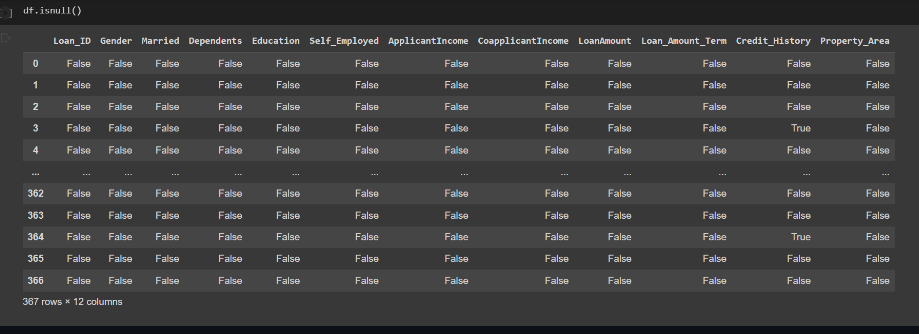 df.isnull()
Loan_ID Gender Married Dependents Education Self_Employed ApplicantIncome CoapplicantIncome LoanAmount Loan_Amount_Term Credit_History Property_Area
0 False False False False False False False False False False False False
1 False False False False False False False False False False False False
2 False False False False False False False False False False False False
3 False False False False False False False False False False True False
4 False False False False False False False False False False False False
... ... ... ... ... ... ... ... ... ... ... ... ...
362 False False False False False False False False False False False False
363 False False False False False False False False False False False False
364 False False False False False False False False False False True False
365 False False False False False False False False False False False False
366 False False False False False False False False False False False False
367 rows × 12 columns